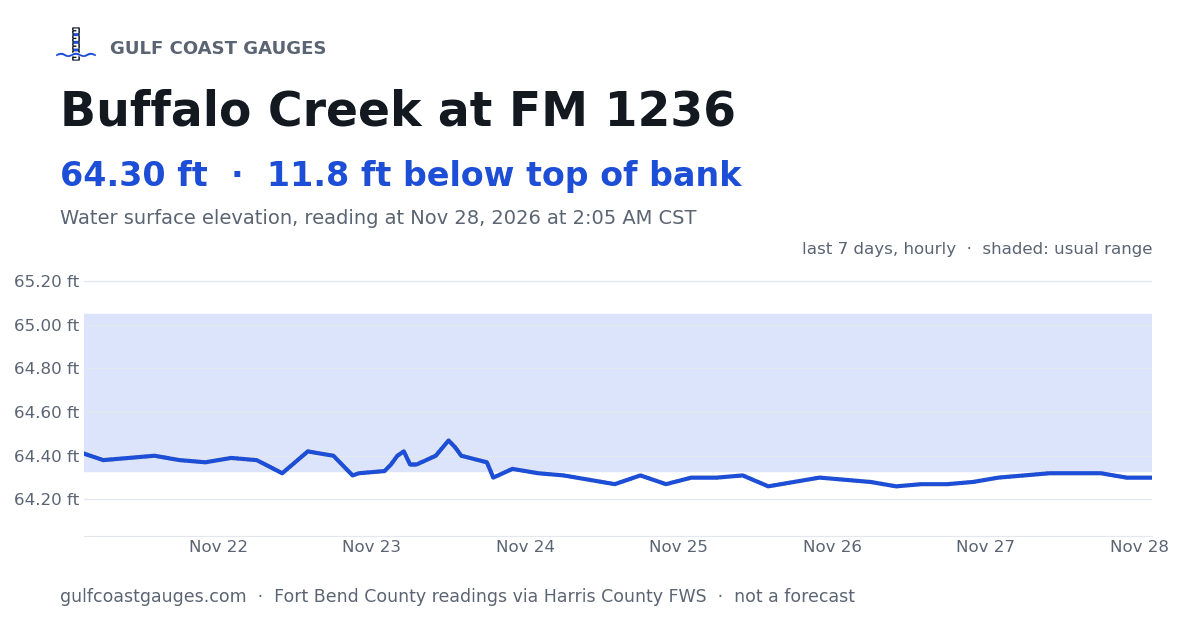 GULF COAST GAUGES
Buffalo Creek at FM 1236
64.30 ft · 11.8 ft below top of bank
Water surface elevation, reading at Nov 28, 2026 at 2:05 AM CST
last 7 days, hourly · shaded: usual range
65.20 ft
65.00 ft
64.80 ft
64.60 ft
64.40 ft
64.20 ft
Nov 22 Nov 23 Nov 24 Nov 25 Nov 26 Nov 27 Nov 28
gulfcoastgauges.com · Fort Bend County readings via Harris County FWS · not a forecast